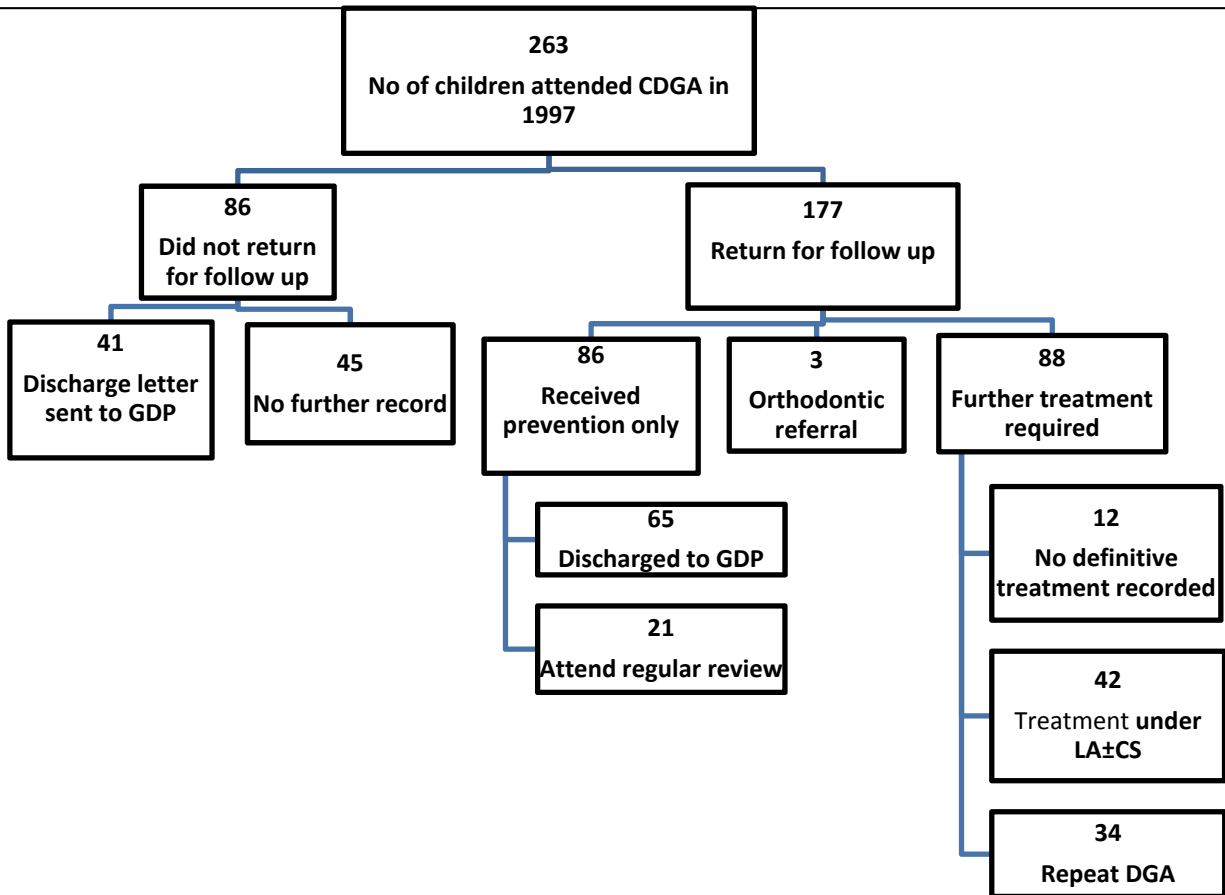 263
No of children attended CDGA in
1997
86
Did not return
for follow up
177
Return for follow up
41
Discharge letter
sent to GDP
45
No further record
86
Received
prevention only
3
Orthodontic
referral
88
Further treatment
required
65
Discharged to GDP
21
Attend regular review
12
No definitive
treatment recorded
42
Treatment under
LA±CS
34
Repeat DGA